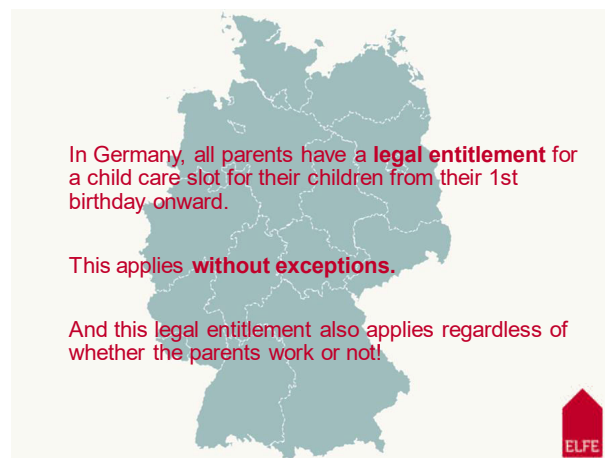 In Germany, all parents have a legal entitlement for
a child care slot for their children from their 1st
birthday onward.
This applies without exceptions.
And this legal entitlement also applies regardless of
whether the parents work or not!
ELFE